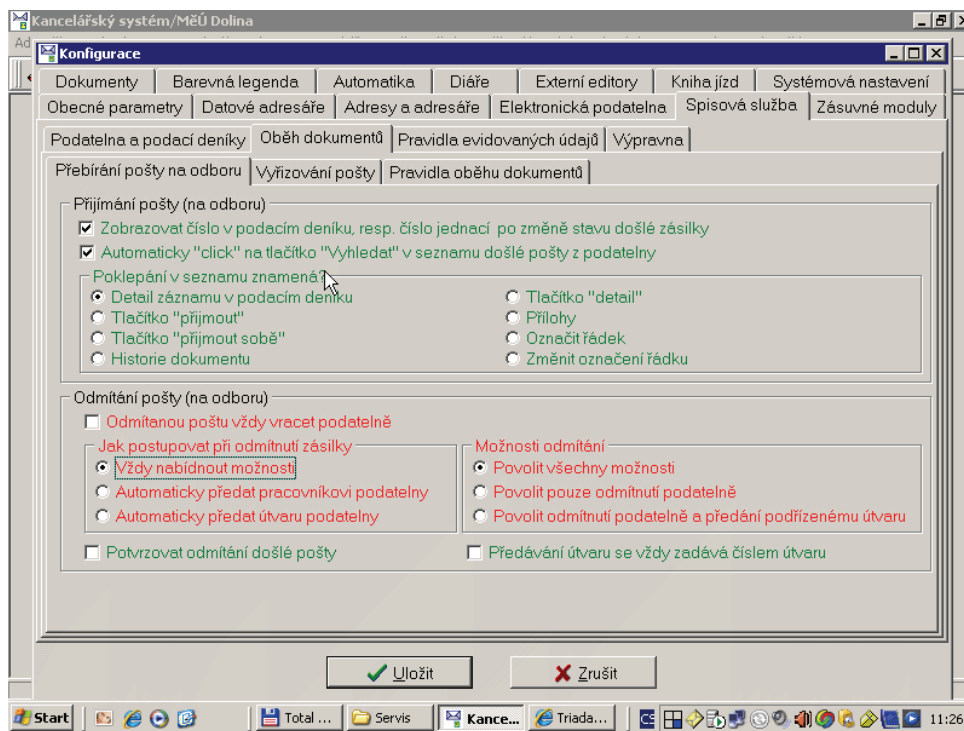 Kancelářský systém/MěÚ Dolina
Konfigurace
Dokumenty Barevná legenda Automatika Diáře Externí editory Kniha jízd Systémová nastavení
Obecné parametry Datové adresáře Adresy a adresáře Elektronická podatelna Spisová služba Zásuvné moduly
Podatelna a podací deníky Oběh dokumentů Pravidla evidovaných údajů Výpravna
Přebírání pošty na odboru Vyřizování pošty Pravidla oběhu dokumentů
Přijímání pošty (na odboru)
Zobrazovat číslo v podacím deníku, resp. číslo jednací po změně stavu došlé zásilky
Automaticky "click" na tlačítko "Vyhledat" v seznamu došlé pošty z podatelny
Poklepání v seznamu znamená?
Detail záznamu v podacím deníku Tlačítko "detail"
Tlačítko "přijmout" Přílohy
Tlačítko "přijmout sobě" Označit řádek
Historie dokumentu Změnit označení řádku
Odmítání pošty (na odboru)
Odmítanou poštu vždy vracet podatelně
Jak postupovat při odmítnutí zásilky Možnosti odmítání
Vždy nabídnout možnosti Povolit všechny možnosti
Automaticky předat pracovníkovi podatelny Povolit pouze odmítnutí podatelně
Automaticky předat útvaru podatelny Povolit odmítnutí podatelně a předání podřízenému útvaru
Potvrzovat odmítání došlé pošty Předávání útvaru se vždy zadává číslem útvaru
Uložit Zrušit
Start Total ... Servis Kance... Triada... 11:26